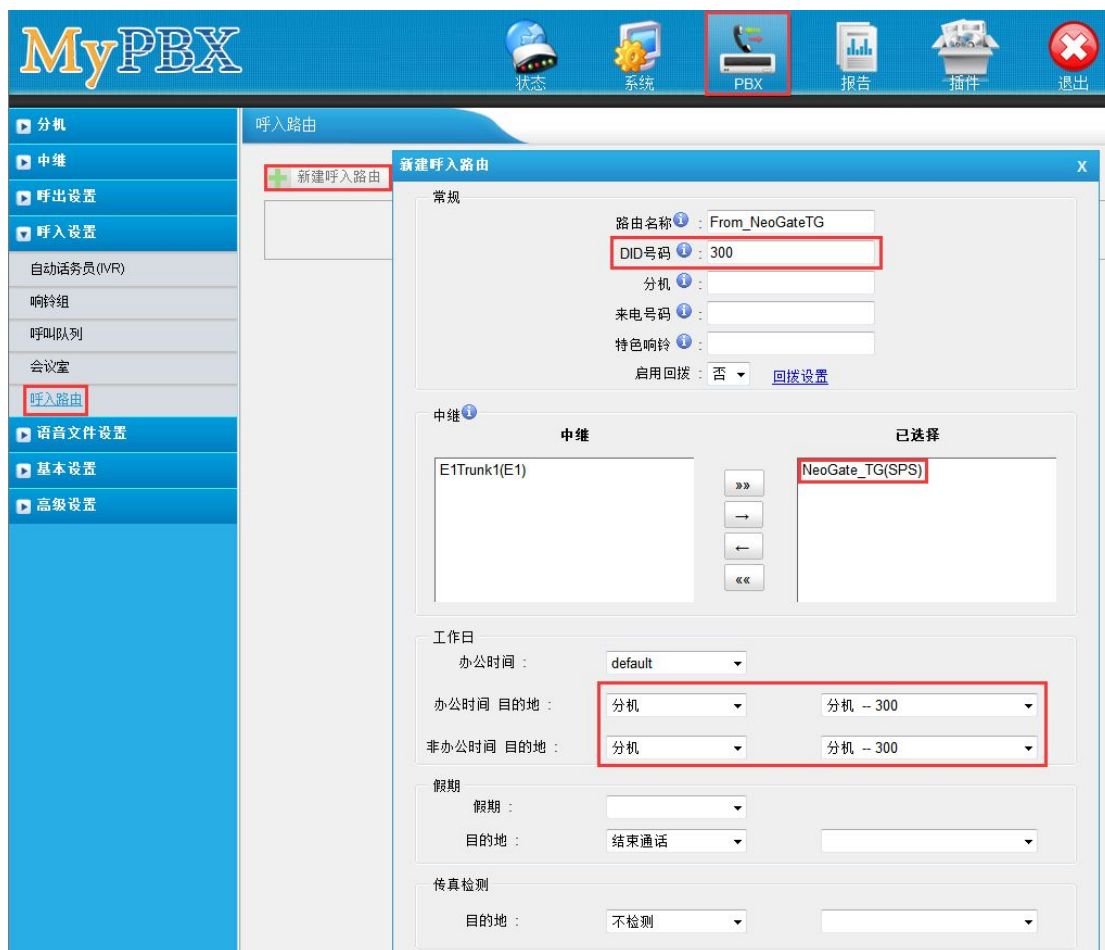 MyPBX
状态 系统 PBX 报告 插件 退出
分机
中继
呼出设置
呼入设置
自动话务员(IVR)
响铃组
呼叫队列
会议室
呼入路由
语音文件设置
基本设置
高级设置
呼入路由
新建呼入路由
新建呼入路由 X
常规
路由名称 : From_NeoGateTG
DID号码 : 300
分机 :
来电号码 :
特色响铃 :
启用回拨 : 否 回拨设置
中继
中继 已选择
E1Trunk1(E1) NeoGate_TG(SPS)
»»
→
←
««
工作日
办公时间 : default
办公时间 目的地 : 分机 分机 -- 300
非办公时间 目的地 : 分机 分机 -- 300
假期
假期 :
目的地 : 结束通话
传真检测
目的地 : 不检测